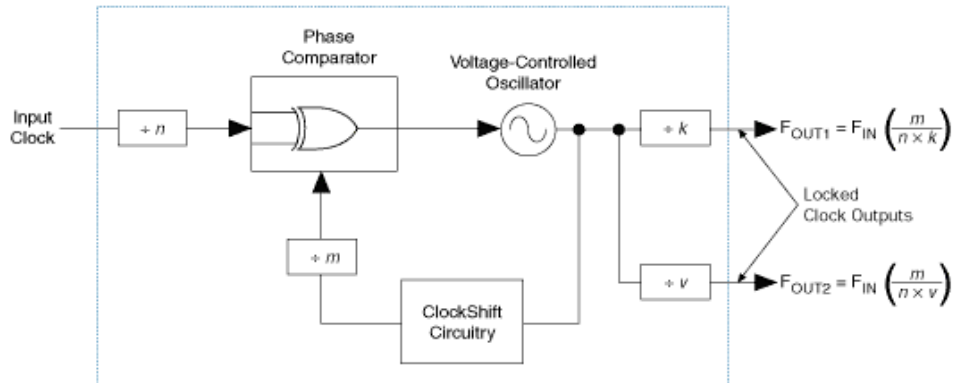 Phase
Comparator
Voltage-Controlled
Oscillator
Input
Clock
÷ n
÷ k
F_OUT1 = F_IN (m / n × k)
Locked
Clock Outputs
÷ m
÷ v
F_OUT2 = F_IN (m / n × v)
ClockShift
Circuitry